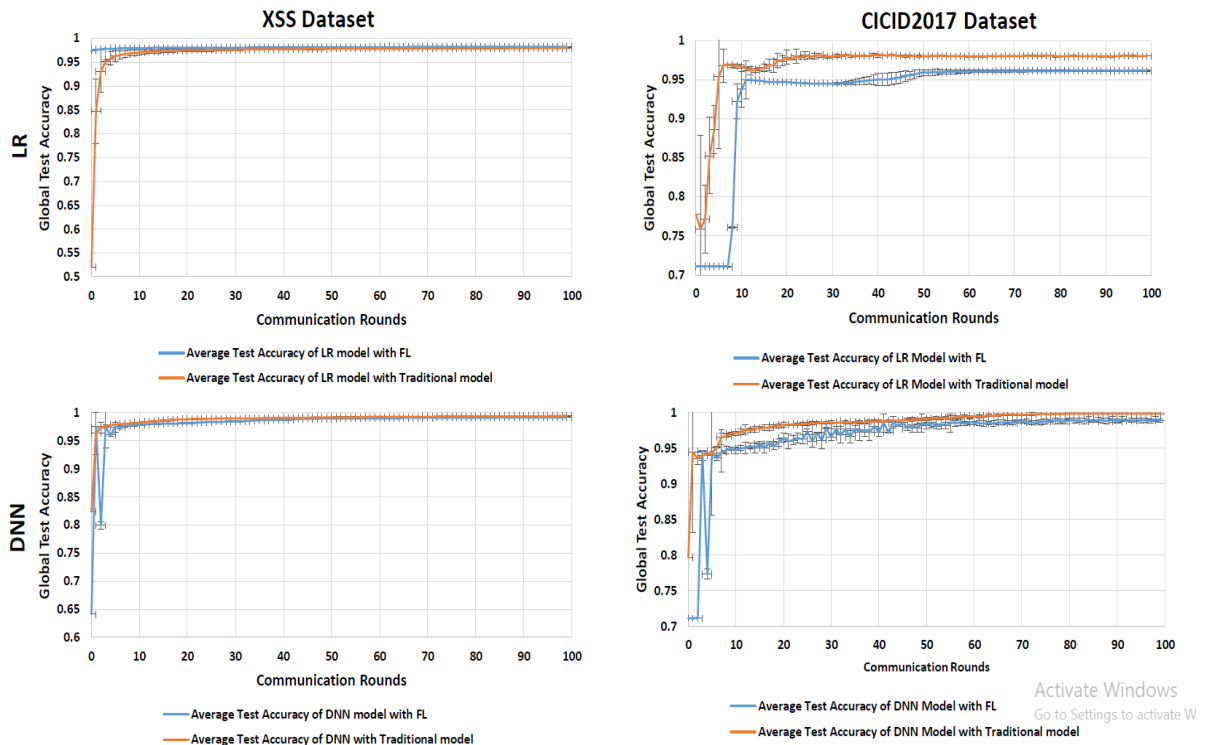 XSS Dataset
LR
Global Test Accuracy
1
0.95
0.9
0.85
0.8
0.75
0.7
0.65
0.6
0.55
0.5
0 10 20 30 40 50 60 70 80 90 100
Communication Rounds
Average Test Accuracy of LR model with FL
Average Test Accuracy of LR model with Traditional model
CICID2017 Dataset
Global Test Accuracy
1
0.95
0.9
0.85
0.8
0.75
0.7
0 10 20 30 40 50 60 70 80 90 100
Communication Rounds
Average Test Accuracy of LR Model with FL
Average Test Accuracy of LR Model with Traditional model
DNN
Global Test Accuracy
1
0.95
0.9
0.85
0.8
0.75
0.7
0.65
0.6
0 10 20 30 40 50 60 70 80 90 100
Communication Rounds
Average Test Accuracy of DNN model with FL
Average Test Accuracy of DNN with Traditional model
Global Test Accuracy
1
0.95
0.9
0.85
0.8
0.75
0.7
0 10 20 30 40 50 60 70 80 90 100
Communication Rounds
Average Test Accuracy of DNN Model with FL
Average Test Accuracy of DNN Model with Traditional model
Activate Windows
Go to Settings to activate W